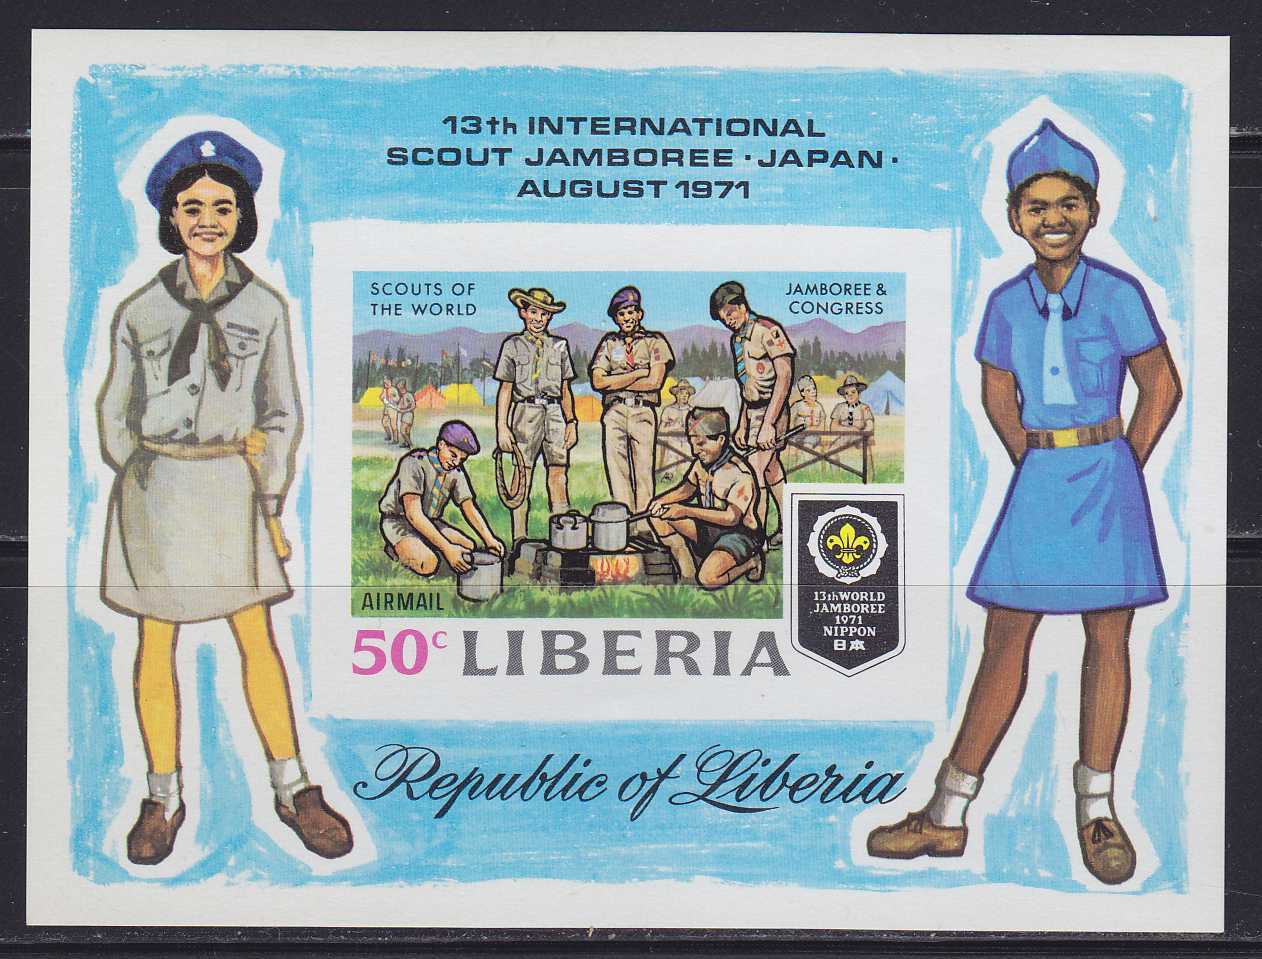 13th INTERNATIONAL
SCOUT JAMBOREE · JAPAN ·
AUGUST 1971
SCOUTS OF
THE WORLD
JAMBOREE &
CONGRESS
AIRMAIL
13th WORLD
JAMBOREE
1971
NIPPON
日本
50c LIBERIA
Republic of Liberia